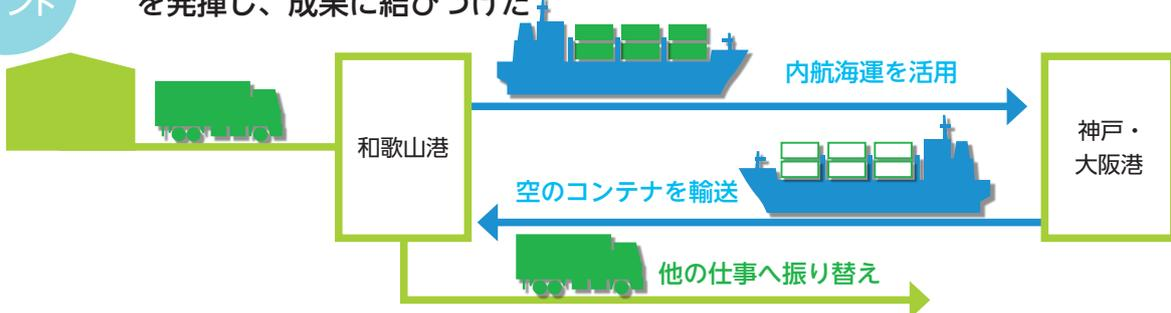 ント
を発揮し、成果に結びつけた
内航海運を活用
和歌山港
神戸・
大阪港
空のコンテナを輸送
他の仕事へ振り替え